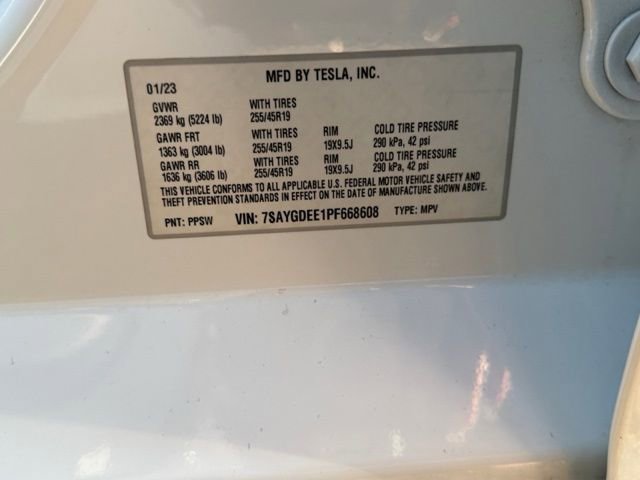 MFD BY TESLA, INC.
01/23
GVWR WITH TIRES
2369 kg (5224 lb) 255/45R19
GAWR FRT WITH TIRES RIM COLD TIRE PRESSURE
1363 kg (3004 lb) 255/45R19 19X9.5J 290 kPa, 42 psi
GAWR RR WITH TIRES RIM COLD TIRE PRESSURE
1636 kg (3606 lb) 255/45R19 19X9.5J 290 kPa, 42 psi
THIS VEHICLE CONFORMS TO ALL APPLICABLE U.S. FEDERAL MOTOR VEHICLE SAFETY AND
THEFT PREVENTION STANDARDS IN EFFECT ON THE DATE OF MANUFACTURE SHOWN ABOVE.
PNT: PPSW VIN: 7SAYGDEE1PF668608 TYPE: MPV